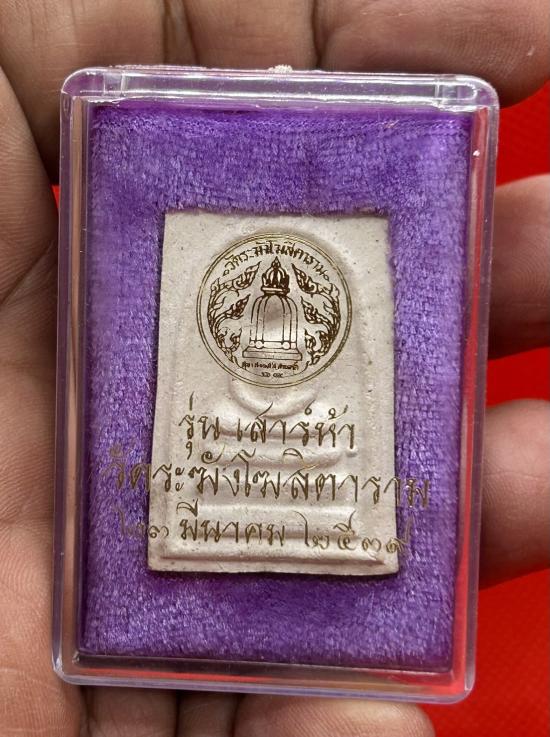 วัดระฆังโฆสิตาราม
รุ่น เสาร์ห้า
วัดระฆังโฆสิตาราม
มีนาคม ๒๕๓๙